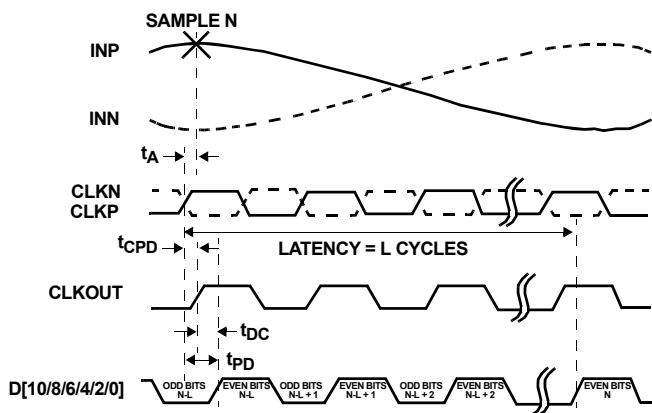 SAMPLE N
INP
INN
tA
CLKN
CLKP
tCPD
LATENCY = L CYCLES
CLKOUT
tDC
tPD
D[10/8/6/4/2/0]
ODD BITS
N-L
EVEN BITS
N-L
ODD BITS
N-L + 1
EVEN BITS
N-L + 1
ODD BITS
N-L + 2
EVEN BITS
N-L + 2
EVEN BITS
N